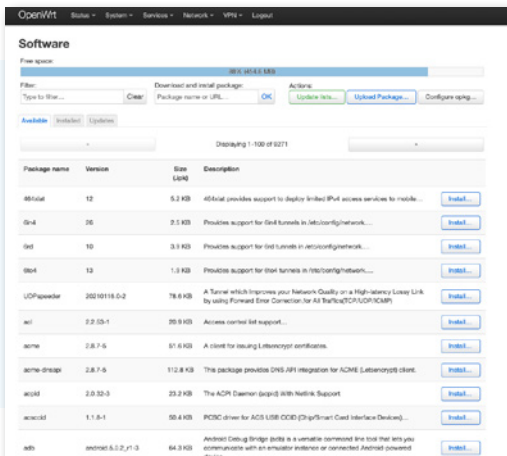 OpenWrt Status System Services Network VPN Logout
Software
Free space:
Filter: Download and install package: Actions:
Type to filter... Clear Package name or URL... OK Update lists... Upload Package... Configure opkg...
Available Installed Updates
« Displaying 1-100 of 9271 »
Package name Version Size (.ipk) Description
464xlat 12 5.2 KB 464xlat provides support to deploy limited IPv4 access services to mobile... Install...
6in4 26 2.5 KB Provides support for 6in4 tunnels in /etc/config/network.... Install...
6rd 10 3.9 KB Provides support for 6rd tunnels in /etc/config/network.... Install...
6to4 13 Provides support for 6to4 tunnels in /etc/config/network.... Install...
UDPspeeder 20210116.0-2 78.6 KB A Tunnel which Improves your Network Quality on a High-latency Lossy Link
by using Forward Error Correction,for All Traffics(TCP/UDP/ICMP) Install...
acl 2.2.53-1 20.9 KB Access control list support... Install...
acme 2.8.7-6 51.6 KB A client for issuing Letsencrypt certificates. Install...
acme-dnsapi 2.8.7-6 112.8 KB This package provides DNS API integration for ACME (Letsencrypt) client. Install...
acpid 2.0.32-3 23.2 KB The ACPI Daemon (acpid) With Netlink Support Install...
acsccid 1.1.8-1 50.4 KB PCSC driver for ACS USB CCID (Chip/Smart Card Interface Devices)... Install...
adb android.5.0.2_r1-3 64.3 KB Android Debug Bridge (adb) is a versatile command line tool that lets you
communicate with an emulator instance or connected Android-powered
device. Install...